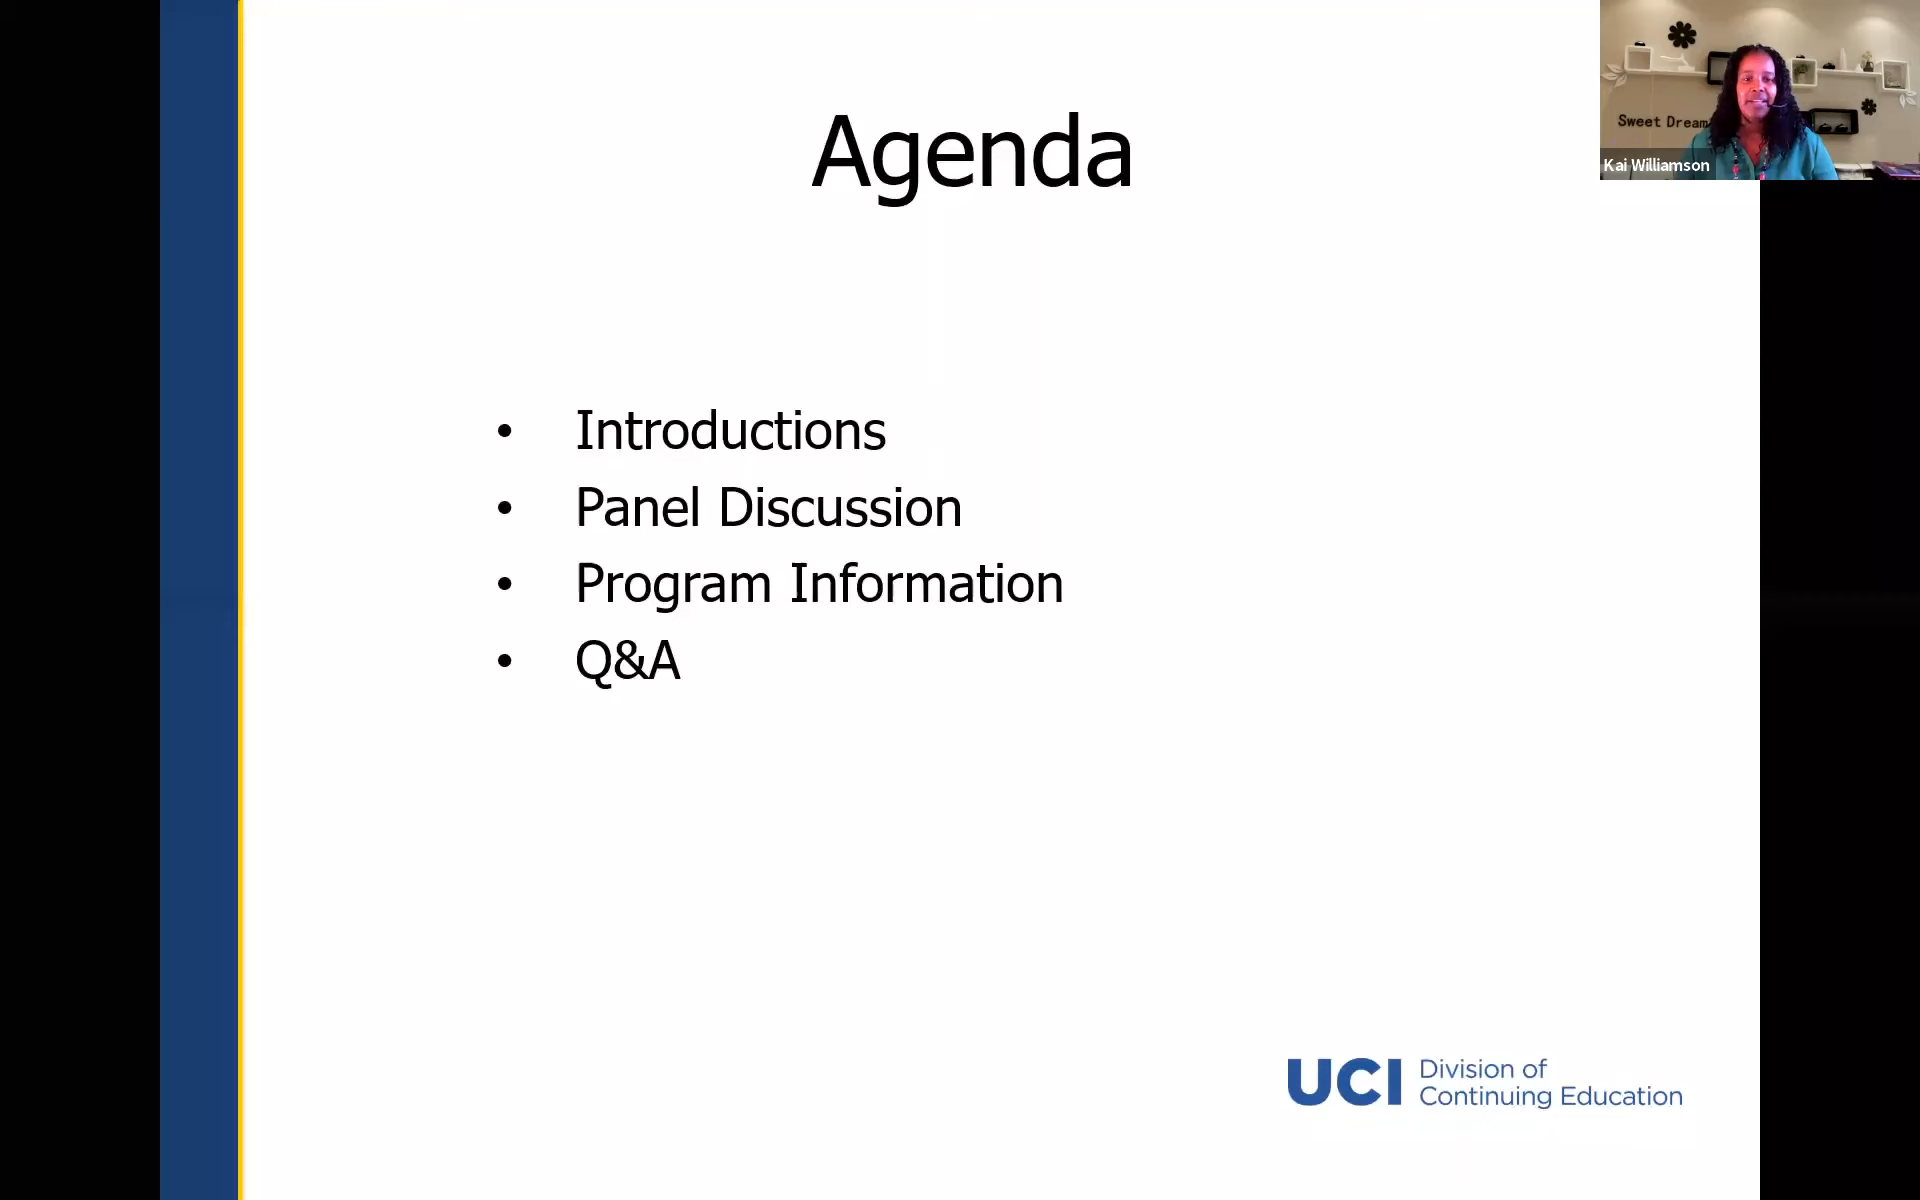 Agenda
• Introductions
• Panel Discussion
• Program Information
• Q&A
Sweet Dream
Kai Williamson
UCI Division of
Continuing Education